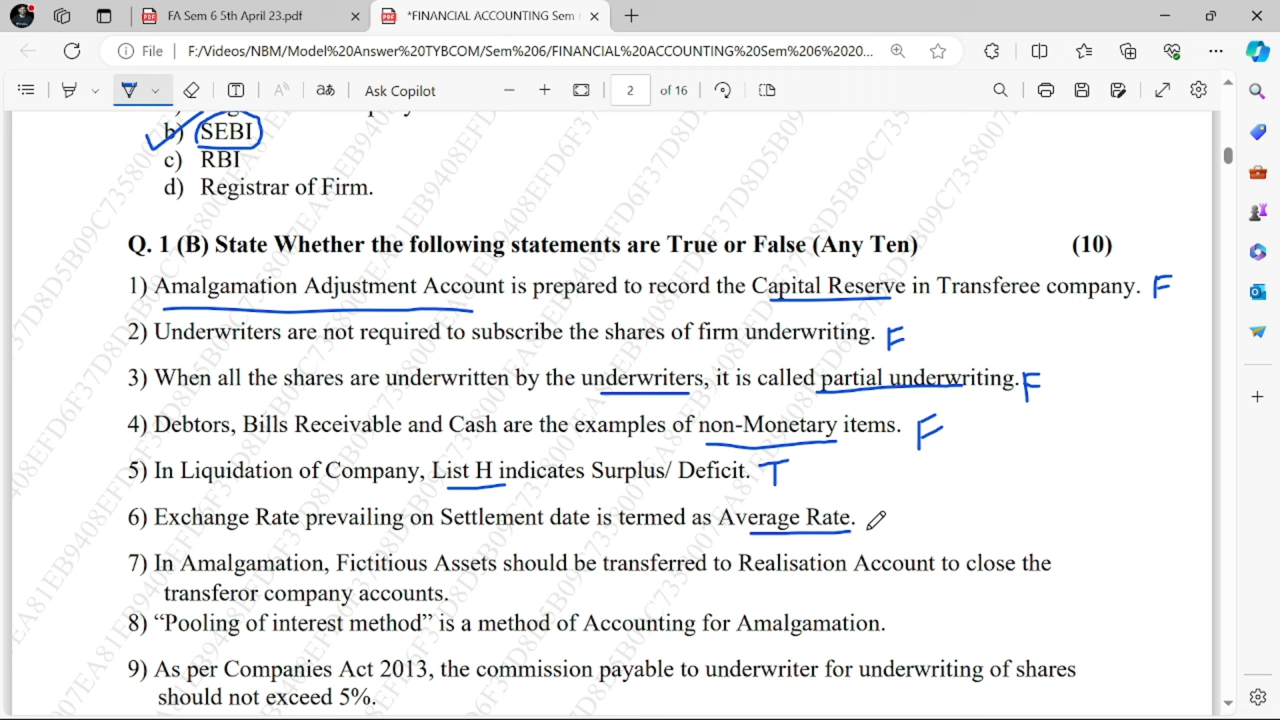 FA Sem 6 5th April 23.pdf
*FINANCIAL ACCOUNTING Sem
File
F:/Videos/NBM/Model%20Answer%20TYBCOM/Sem%206/FINANCIAL%20ACCOUNTING%20Sem%206%2020...
Ask Copilot
2 of 16
b) SEBI
c) RBI
d) Registrar of Firm.
Q. 1 (B) State Whether the following statements are True or False (Any Ten) (10)
1) Amalgamation Adjustment Account is prepared to record the Capital Reserve in Transferee company. F
2) Underwriters are not required to subscribe the shares of firm underwriting. F
3) When all the shares are underwritten by the underwriters, it is called partial underwriting. F
4) Debtors, Bills Receivable and Cash are the examples of non-Monetary items. F
5) In Liquidation of Company, List H indicates Surplus/ Deficit. T
6) Exchange Rate prevailing on Settlement date is termed as Average Rate.
7) In Amalgamation, Fictitious Assets should be transferred to Realisation Account to close the
transferor company accounts.
8) “Pooling of interest method” is a method of Accounting for Amalgamation.
9) As per Companies Act 2013, the commission payable to underwriter for underwriting of shares
should not exceed 5%.